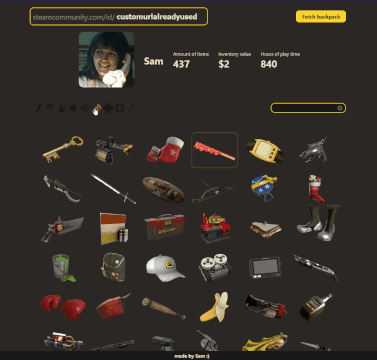 steamcommunity.com/id/ customurlalreadyused
Fetch backpack
Sam
Amount of items
437
Inventory value
$2
Hours of play time
840
made by Sam :)